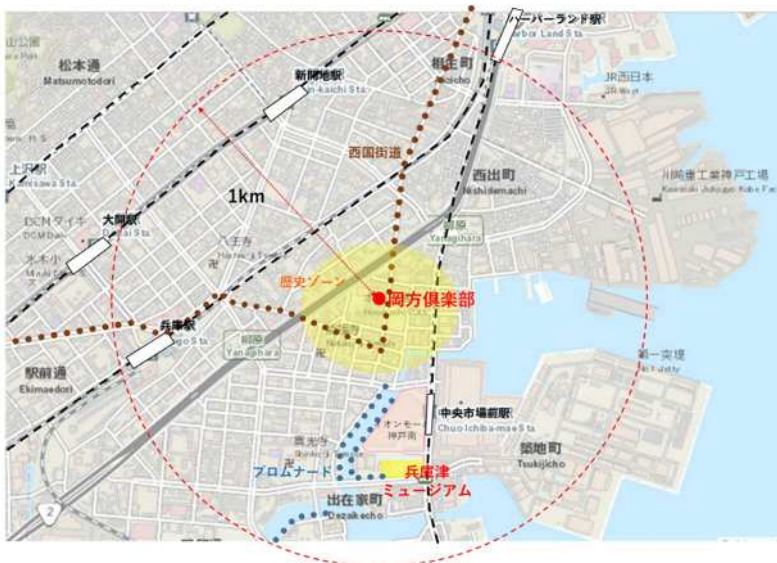 ハーバーランド駅
Harbor Land Sta.
松本通
Matsumotodori
新開地駅
相生町
JR西日本
西国街道
上沢駅
Kamisawa Sta.
西出町
Nishidemachi
川崎重工業神戸工場
1km
大開駅
Daikai Sta.
DCMダイキ
八王寺
柳原
Yanagihara
水木小
歴史ゾーン
岡方倶楽部
兵庫駅
柳原
Yanagihara
駅前通
Ekimaedori
第一突堤
中央市場前駅
Chuo Ichiba-mae Sta.
イオンモール
神戸南
真光寺
築地町
Tsukijicho
プロムナード
兵庫津
ミュージアム
出在家町
Dezaikecho
2